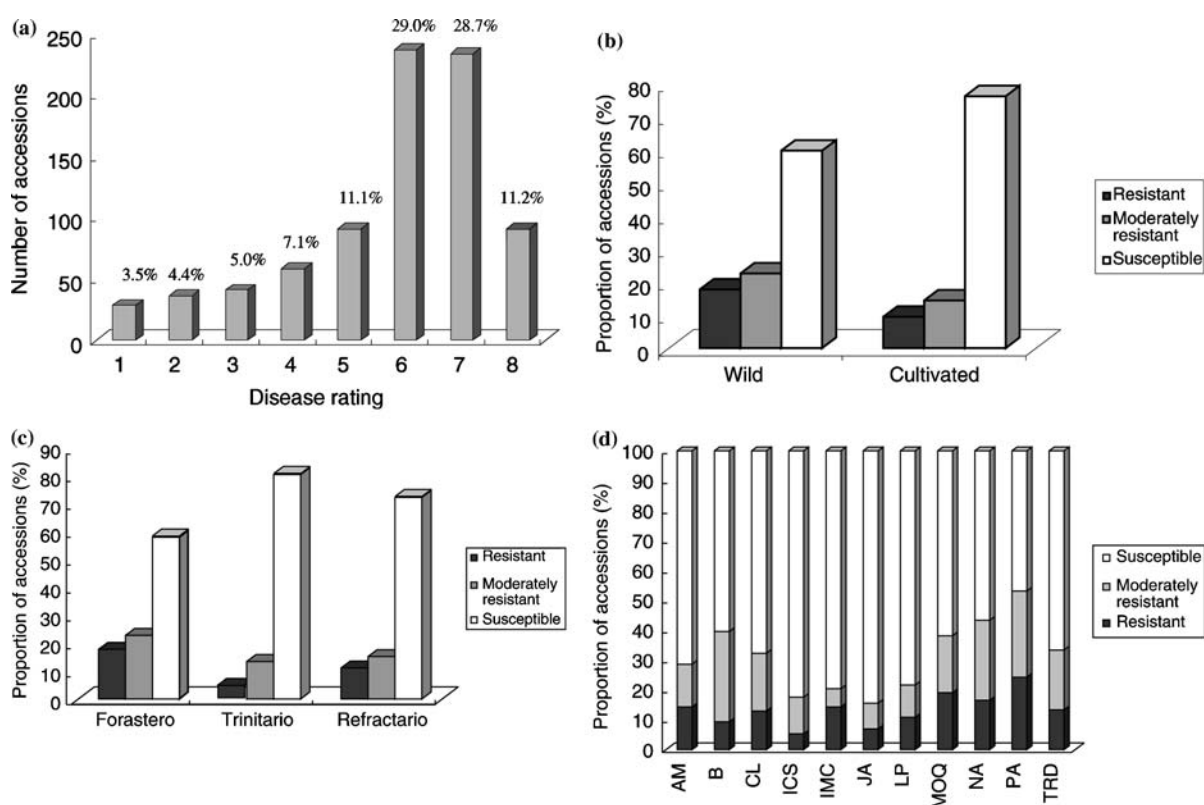 (a)
Number of accessions
250
200
150
100
50
0
3.5%
4.4%
5.0%
7.1%
11.1%
29.0%
28.7%
11.2%
1 2 3 4 5 6 7 8
Disease rating
(b)
Proportion of accessions (%)
80
70
60
50
40
30
20
10
0
Wild Cultivated
Resistant
Moderately
resistant
Susceptible
(c)
Proportion of accessions (%)
90
80
70
60
50
40
30
20
10
0
Forastero Trinitario Refractario
Resistant
Moderately
resistant
Susceptible
(d)
Proportion of accessions (%)
100
90
80
70
60
50
40
30
20
10
0
AM
B
CL
ICS
IMC
JA
LP
MOQ
NA
PA
TRD
Susceptible
Moderately
resistant
Resistant